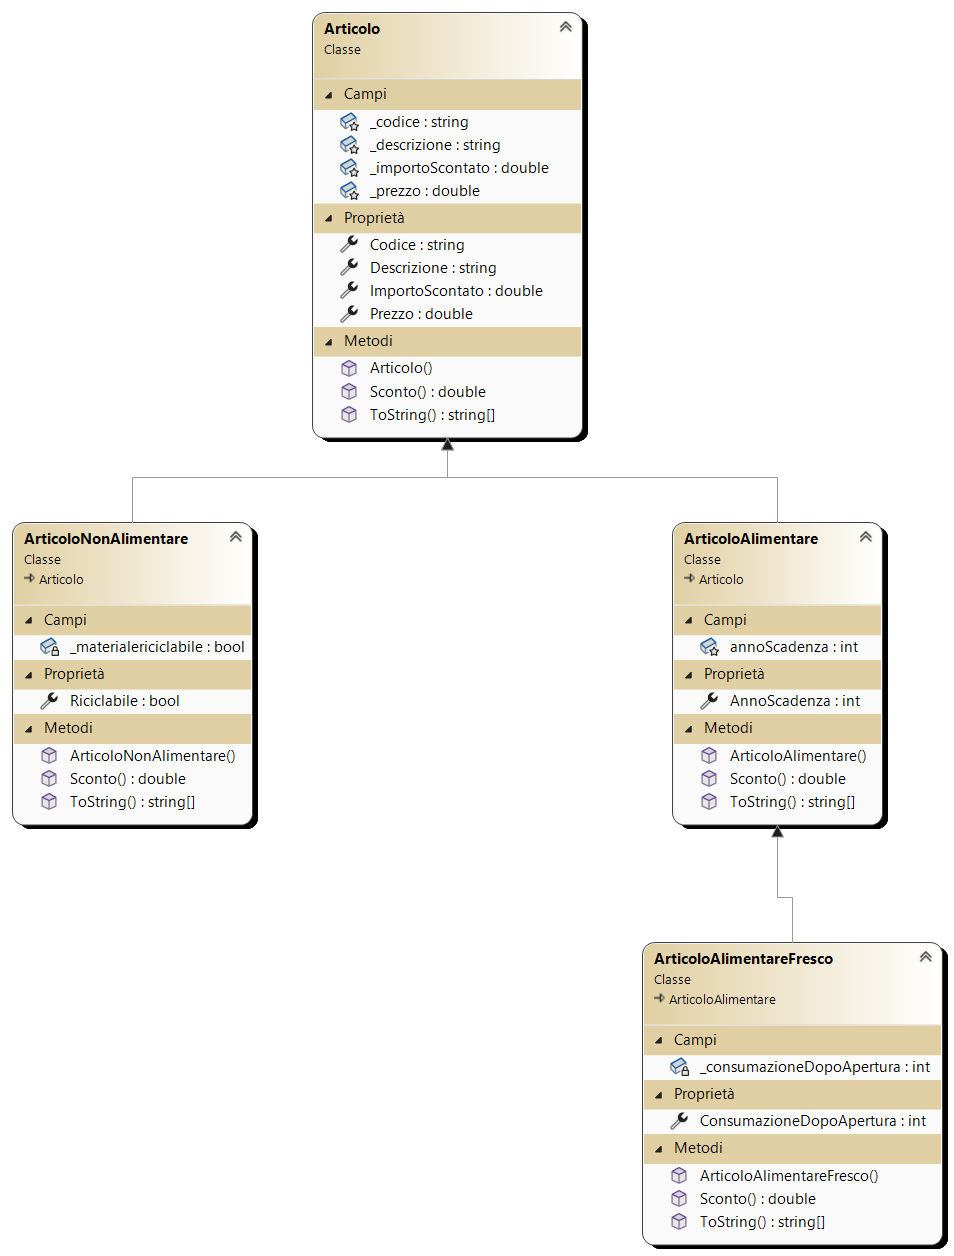 Articolo
Classe
Campi
_codice : string
_descrizione : string
_importoScontato : double
_prezzo : double
Proprietà
Codice : string
Descrizione : string
ImportoScontato : double
Prezzo : double
Metodi
Articolo()
Sconto() : double
ToString() : string[]
ArticoloNonAlimentare
Classe
Articolo
Campi
_materialericiclabile : bool
Proprietà
Riciclabile : bool
Metodi
ArticoloNonAlimentare()
Sconto() : double
ToString() : string[]
ArticoloAlimentare
Classe
Articolo
Campi
annoScadenza : int
Proprietà
AnnoScadenza : int
Metodi
ArticoloAlimentare()
Sconto() : double
ToString() : string[]
ArticoloAlimentareFresco
Classe
ArticoloAlimentare
Campi
_consumazioneDopoApertura : int
Proprietà
ConsumazioneDopoApertura : int
Metodi
ArticoloAlimentareFresco()
Sconto() : double
ToString() : string[]